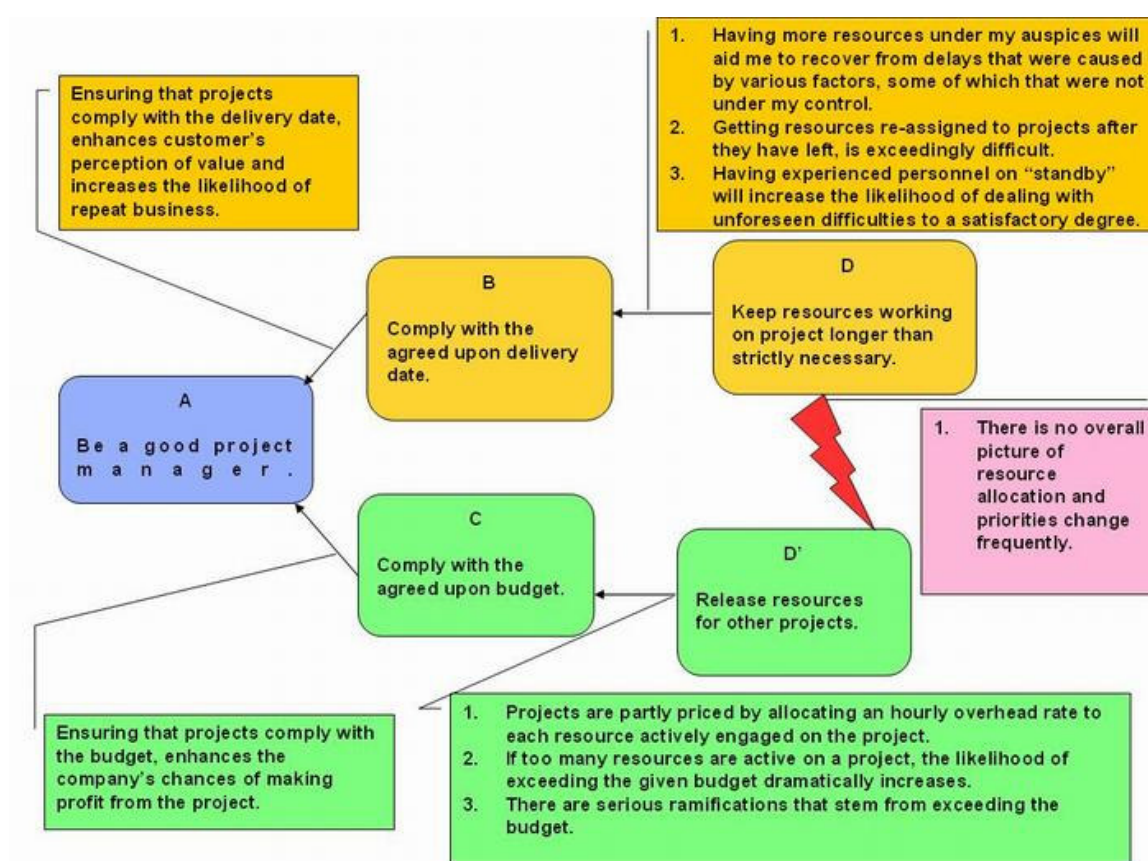 Ensuring that projects
comply with the delivery date,
enhances customer's
perception of value and
increases the likelihood of
repeat business.
1. Having more resources under my auspices will
aid me to recover from delays that were caused
by various factors, some of which that were not
under my control.
2. Getting resources re-assigned to projects after
they have left, is exceedingly difficult.
3. Having experienced personnel on “standby”
will increase the likelihood of dealing with
unforeseen difficulties to a satisfactory degree.
B
Comply with the
agreed upon delivery
date.
D
Keep resources working
on project longer than
strictly necessary.
A
Be a good project
manager.
1. There is no overall
picture of
resource
allocation and
priorities change
frequently.
C
Comply with the
agreed upon budget.
D’
Release resources
for other projects.
Ensuring that projects comply with
the budget, enhances the
company’s chances of making
profit from the project.
1. Projects are partly priced by allocating an hourly overhead rate to
each resource actively engaged on the project.
2. If too many resources are active on a project, the likelihood of
exceeding the given budget dramatically increases.
3. There are serious ramifications that stem from exceeding the
budget.